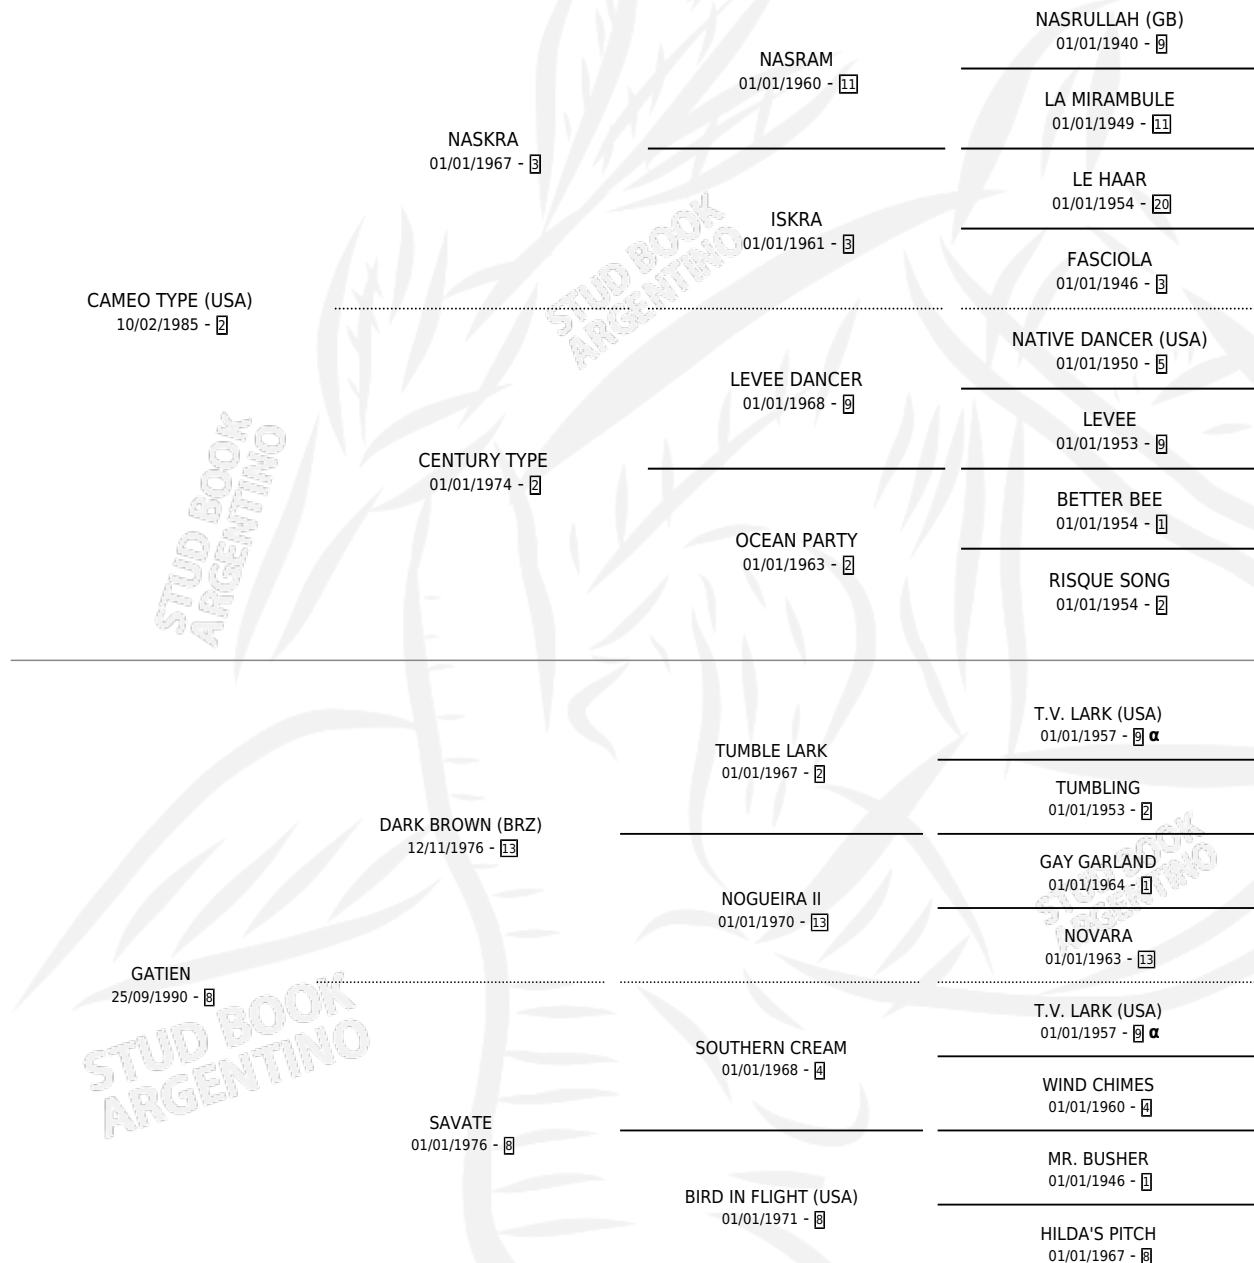 NASRULLAH (GB)
01/01/1940 - 9
NASRAM
01/01/1960 - 11
LA MIRAMBULE
01/01/1949 - 11
NASKRA
01/01/1967 - 3
LE HAAR
01/01/1954 - 20
ISKRA
01/01/1961 - 3
FASCIOLA
01/01/1946 - 3
CAMEO TYPE (USA)
10/02/1985 - 2
NATIVE DANCER (USA)
01/01/1950 - 5
LEVEE DANCER
01/01/1968 - 9
LEVEE
01/01/1953 - 9
CENTURY TYPE
01/01/1974 - 2
BETTER BEE
01/01/1954 - 1
OCEAN PARTY
01/01/1963 - 2
RISQUE SONG
01/01/1954 - 2
T.V. LARK (USA)
01/01/1957 - 9 α
TUMBLE LARK
01/01/1967 - 2
TUMBLING
01/01/1953 - 2
DARK BROWN (BRZ)
12/11/1976 - 13
GAY GARLAND
01/01/1964 - 1
NOGUEIRA II
01/01/1970 - 13
NOVARA
01/01/1963 - 13
GATIEN
25/09/1990 - 8
T.V. LARK (USA)
01/01/1957 - 9 α
SOUTHERN CREAM
01/01/1968 - 4
WIND CHIMES
01/01/1960 - 4
SAVATE
01/01/1976 - 8
MR. BUSHER
01/01/1946 - 1
BIRD IN FLIGHT (USA)
01/01/1971 - 8
HILDA'S PITCH
01/01/1967 - 8
STUD BOOK
ARGENTINO
STUD BOOK
ARGENTINO
STUD BOOK
ARGENTINO
STUD BOOK
ARGENTINO